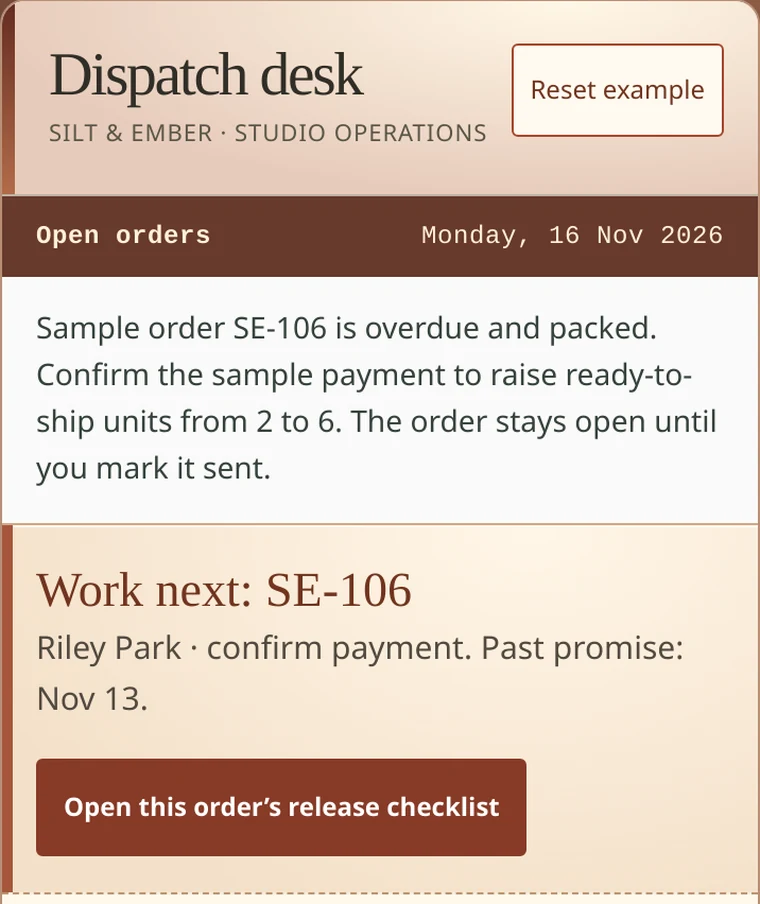 Dispatch desk
SILT & EMBER · STUDIO OPERATIONS
Reset example
Open orders
Monday, 16 Nov 2026
Sample order SE-106 is overdue and packed.
Confirm the sample payment to raise ready-to-
ship units from 2 to 6. The order stays open until
you mark it sent.
Work next: SE-106
Riley Park · confirm payment. Past promise:
Nov 13.
Open this order’s release checklist